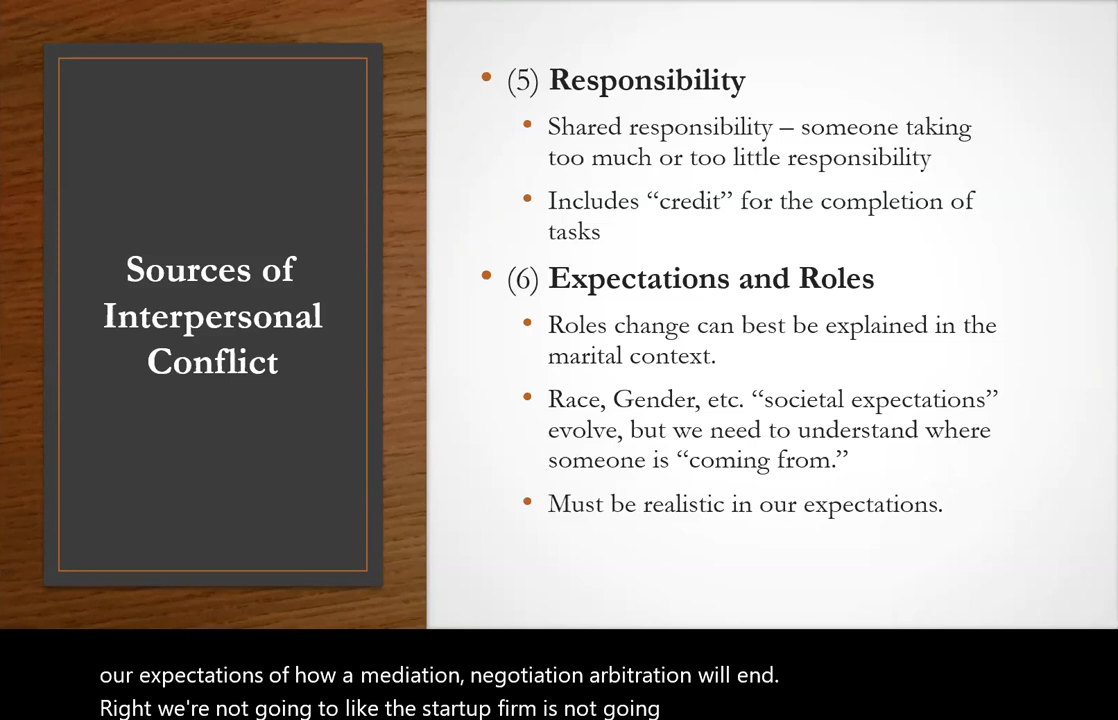 Sources of
Interpersonal
Conflict
• (5) Responsibility
• Shared responsibility – someone taking
too much or too little responsibility
• Includes “credit” for the completion of
tasks
• (6) Expectations and Roles
• Roles change can best be explained in the
marital context.
• Race, Gender, etc. “societal expectations”
evolve, but we need to understand where
someone is “coming from.”
• Must be realistic in our expectations.
our expectations of how a mediation, negotiation arbitration will end.
Right we're not going to like the startup firm is not going